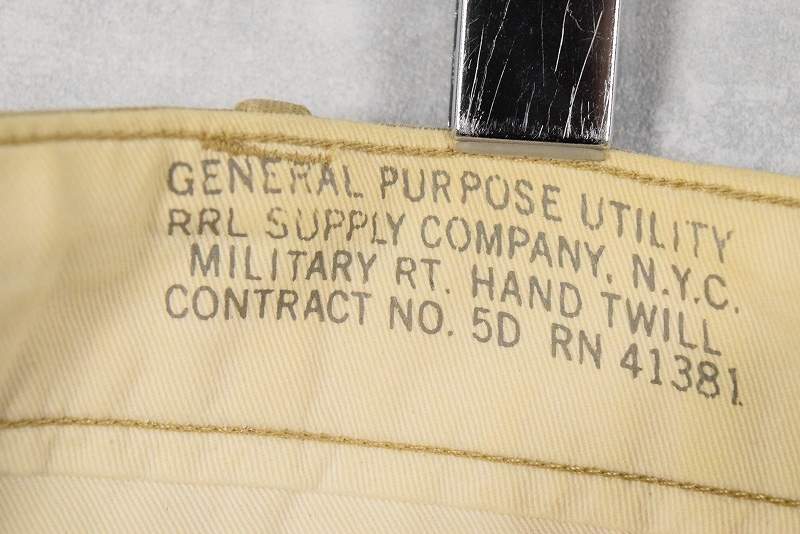 GENERAL PURPOSE UTILITY
RRL SUPPLY COMPANY, N.Y.C.
MILITARY RT. HAND TWILL
CONTRACT NO. 5D RN 41381